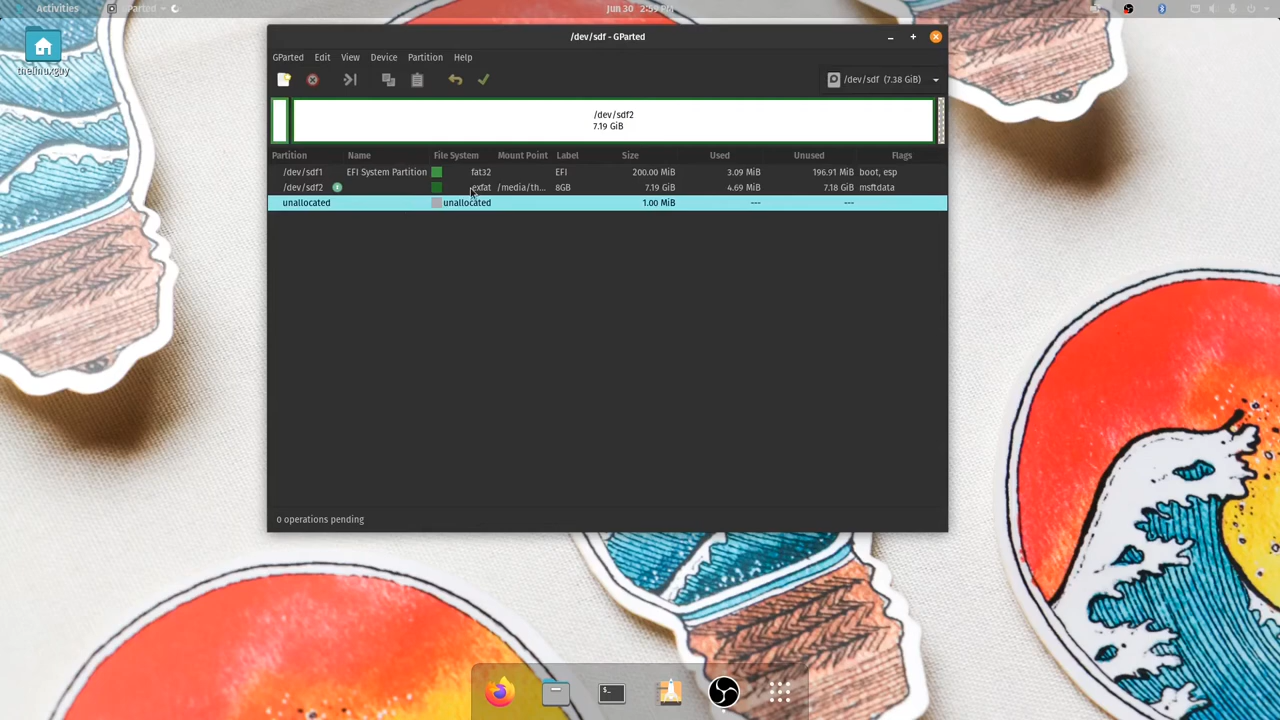 Activities
Parted
Jun 30 2:59 PM
thelinuxguy
/dev/sdf - GParted
GParted Edit View Device Partition Help
/dev/sdf (7.38 GiB)
/dev/sdf2
7.19 GiB
Partition Name File System Mount Point Label Size Used Unused Flags
/dev/sdf1 EFI System Partition fat32 EFI 200.00 MiB 3.09 MiB 196.91 MiB boot, esp
/dev/sdf2 exfat /media/th... 8GB 7.19 GiB 4.69 MiB 7.18 GiB msftdata
unallocated unallocated 1.00 MiB --- ---
0 operations pending
$_